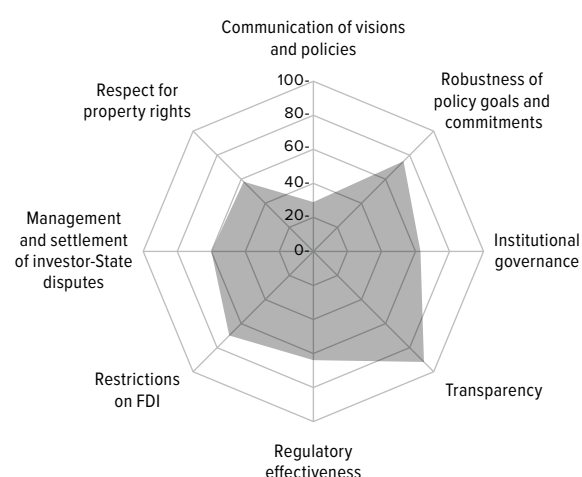 Communication of visions
and policies
Robustness of
policy goals and
commitments
Institutional
governance
Transparency
Regulatory
effectiveness
Restrictions
on FDI
Management
and settlement
of investor-State
disputes
Respect for
property rights
100-
80-
60-
40-
20-
0-